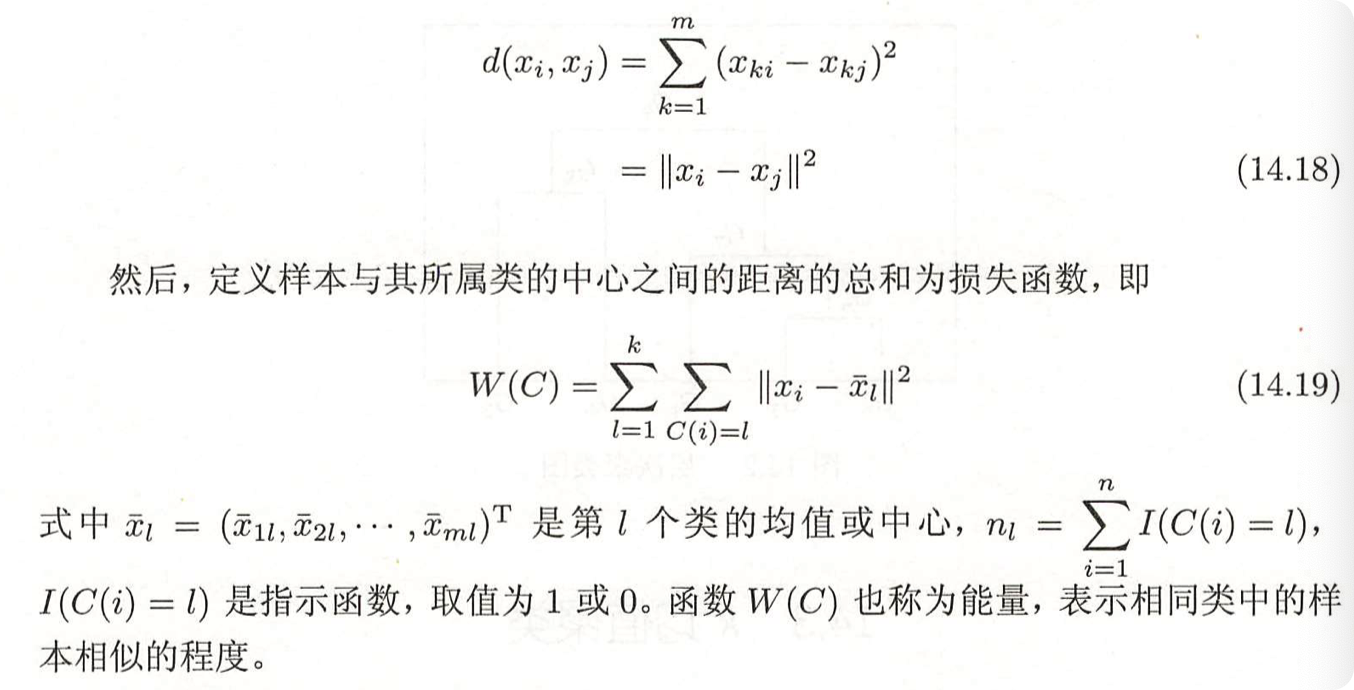 d(x_i, x_j) = \sum_{k=1}^{m} (x_{ki} - x_{kj})^2
= \|x_i - x_j\|^2 (14.18)
然后，定义样本与其所属类的中心之间的距离的总和为损失函数，即
W(C) = \sum_{l=1}^{k} \sum_{C(i)=l} \|x_i - \bar{x}_l\|^2 (14.19)
式中 \bar{x}_l = (\bar{x}_{1l}, \bar{x}_{2l}, \cdots, \bar{x}_{ml})^T 是第 l 个类的均值或中心，n_l = \sum_{i=1}^{n} I(C(i) = l)，
I(C(i) = l) 是指示函数，取值为 1 或 0。函数 W(C) 也称为能量，表示相同类中的样
本相似的程度。